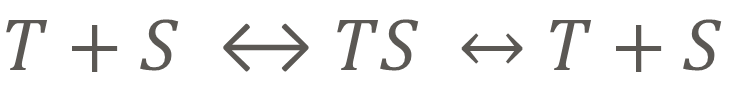 T + S ↔ TS ↔ T + S